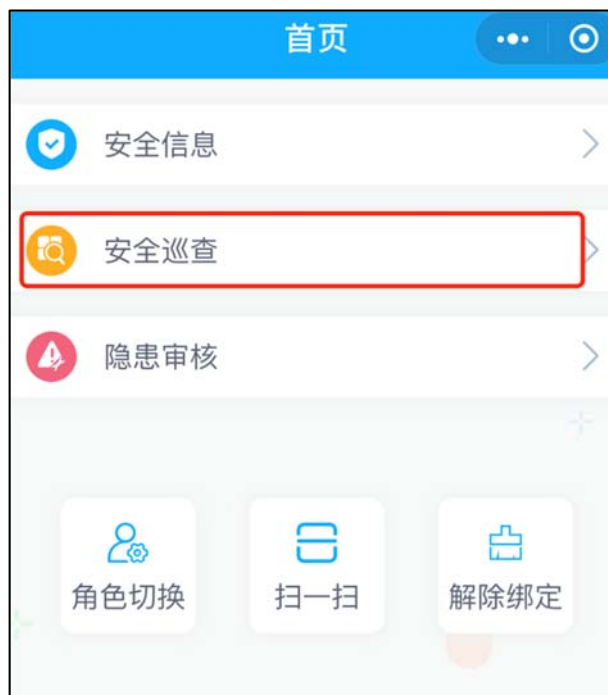 首页
安全信息
安全巡查
隐患审核
角色切换
扫一扫
解除绑定